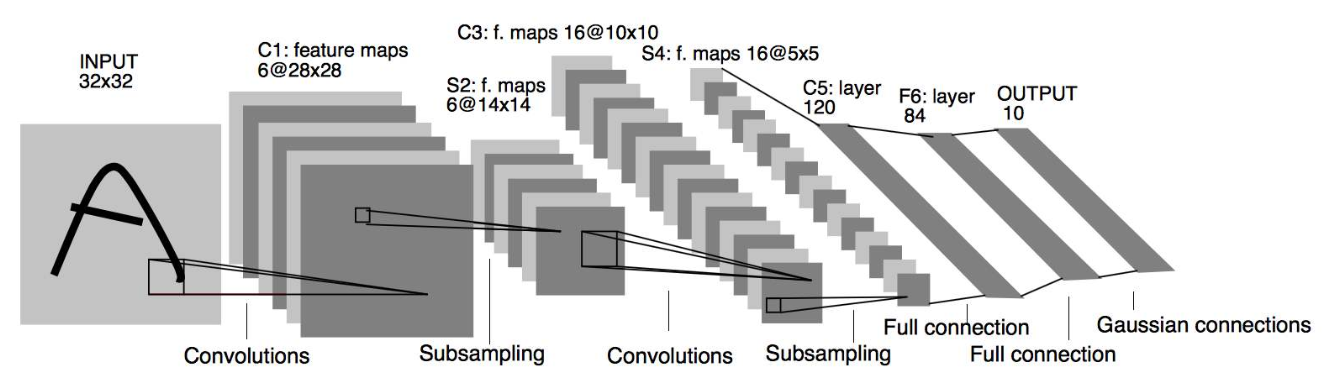 INPUT
32x32
C1: feature maps
6@28x28
S2: f. maps
6@14x14
C3: f. maps 16@10x10
S4: f. maps 16@5x5
C5: layer
120
F6: layer
84
OUTPUT
10
A
Convolutions
Subsampling
Convolutions
Subsampling
Full connection
Full connection
Gaussian connections